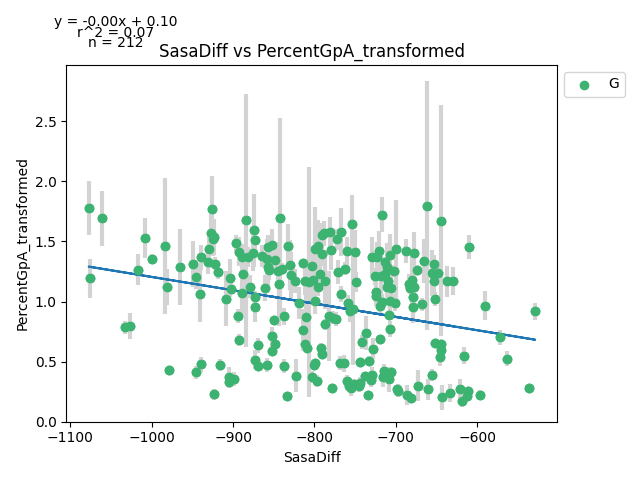 y = -0.00x + 0.10
r^2 = 0.07
n = 212
SasaDiff vs PercentGpA_transformed
G
PercentGpA_transformed
2.5
2.0
1.5
1.0
0.5
0.0
−1100 −1000 −900 −800 −700 −600
SasaDiff